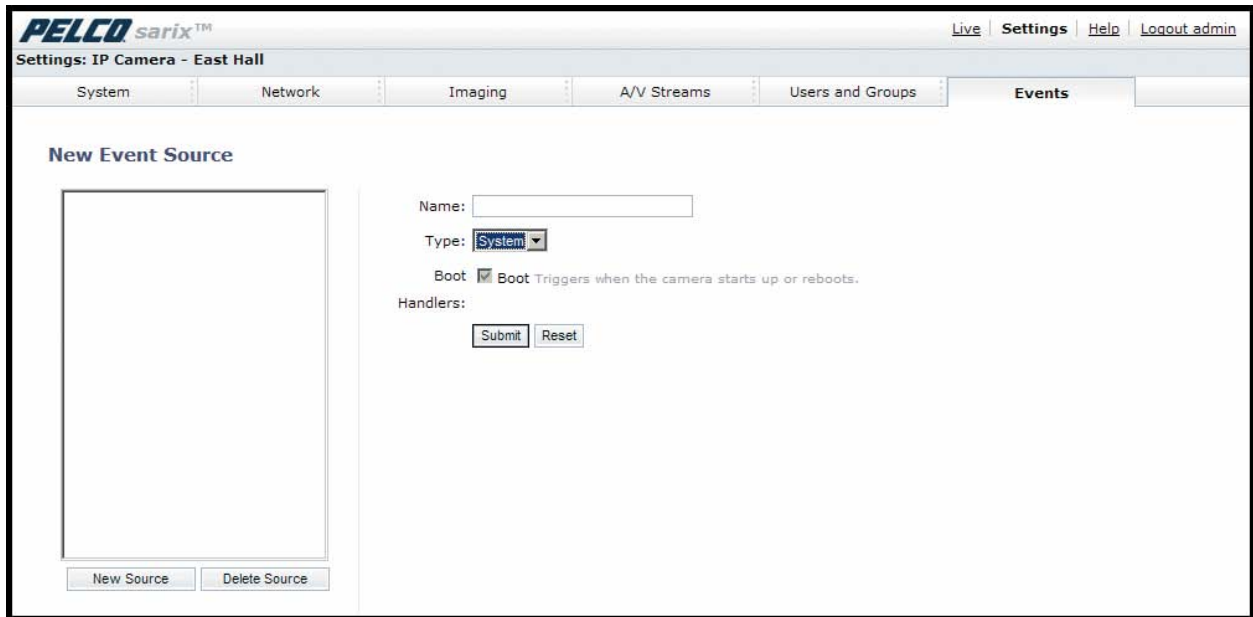 PELCO sarix™
Live | Settings | Help | Logout admin
Settings: IP Camera - East Hall
System Network Imaging A/V Streams Users and Groups Events
New Event Source
Name:
Type: System
Boot Boot Triggers when the camera starts up or reboots.
Handlers:
Submit Reset
New Source Delete Source